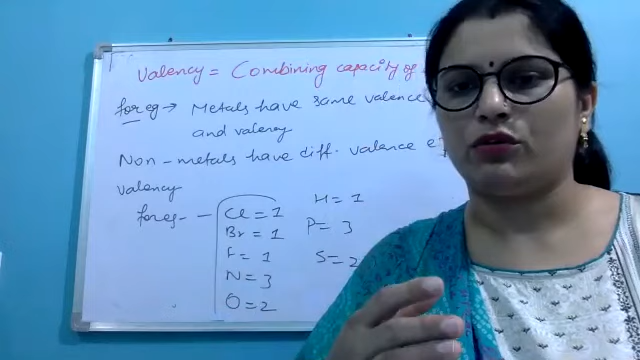 Valency = Combining capacity of
for eg → Metals have same valence
and valency
Non-metals have diff. valence
valency
for eg- — Cl = 1
Br = 1
F = 1
N = 3
O = 2
H = 1
P = 3
S = 2